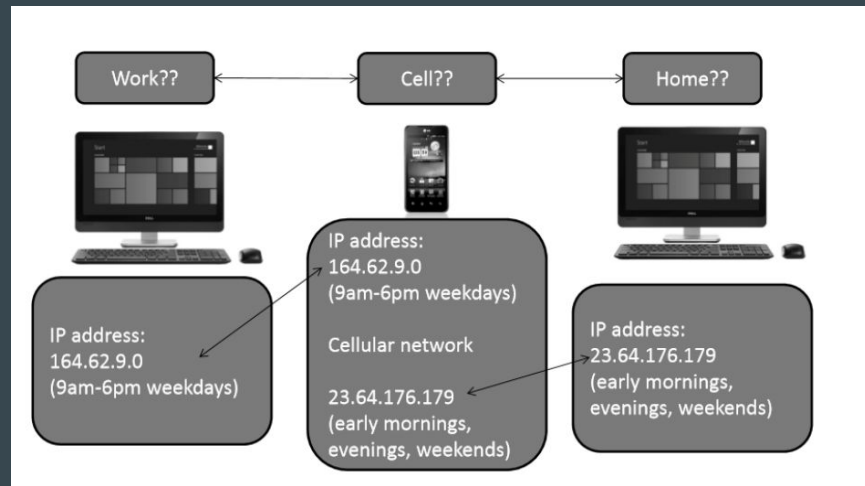 Work??
Cell??
Home??
Start
Start
IP address:
164.62.9.0
(9am-6pm weekdays)
IP address:
164.62.9.0
(9am-6pm weekdays)
Cellular network
23.64.176.179
(early mornings,
evenings, weekends)
IP address:
23.64.176.179
(early mornings,
evenings, weekends)